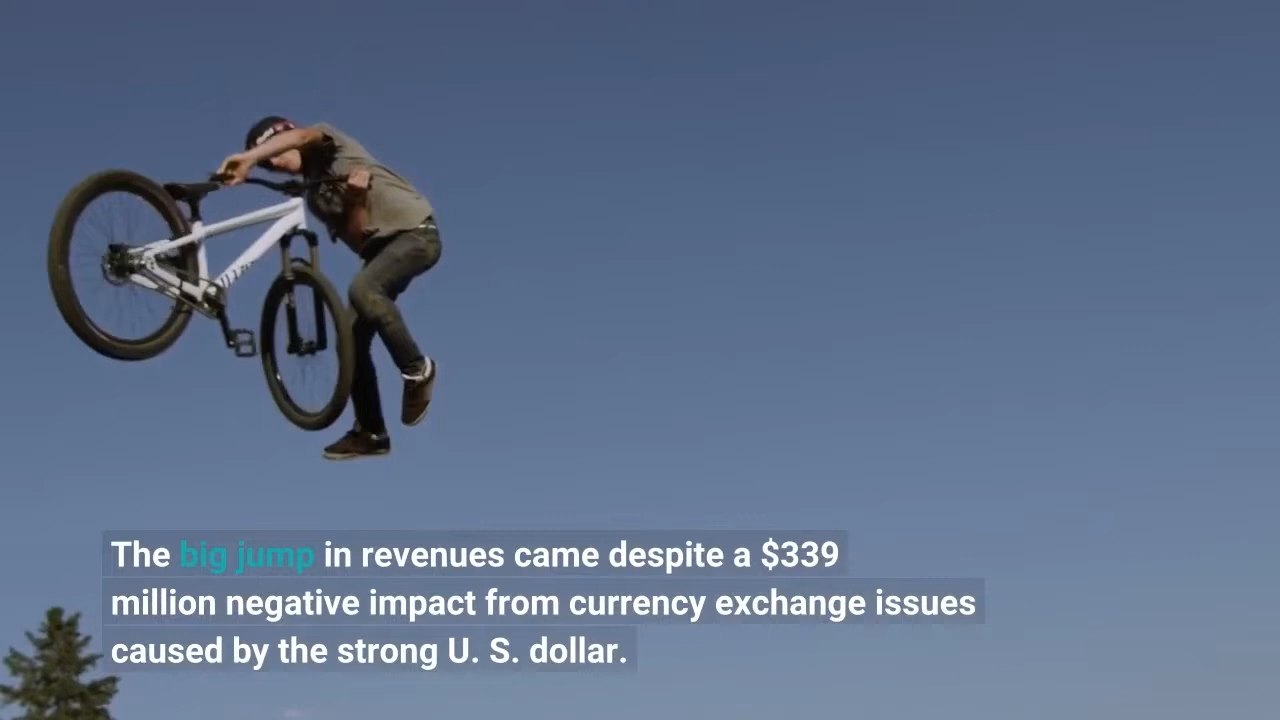 The big jump in revenues came despite a $339
million negative impact from currency exchange issues
caused by the strong U. S. dollar.